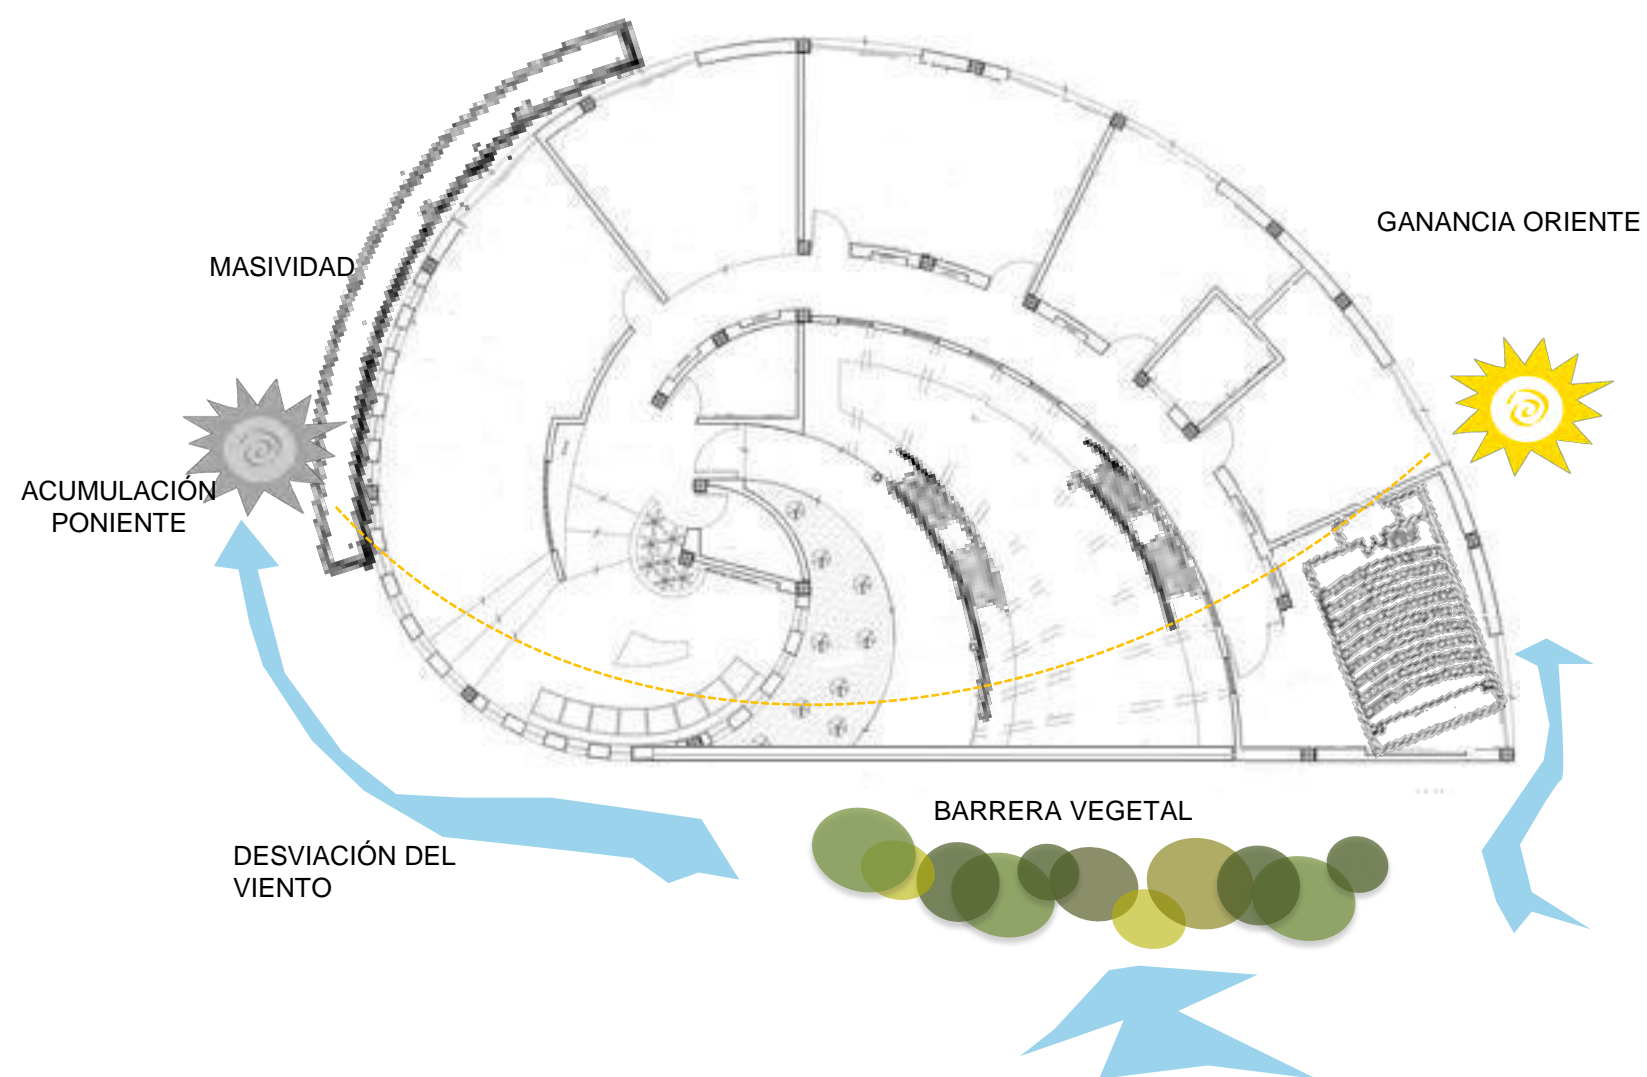 GANANCIA ORIENTE
MASIVIDAD
ACUMULACIÓN
PONIENTE
BARRERA VEGETAL
DESVIACIÓN DEL
VIENTO